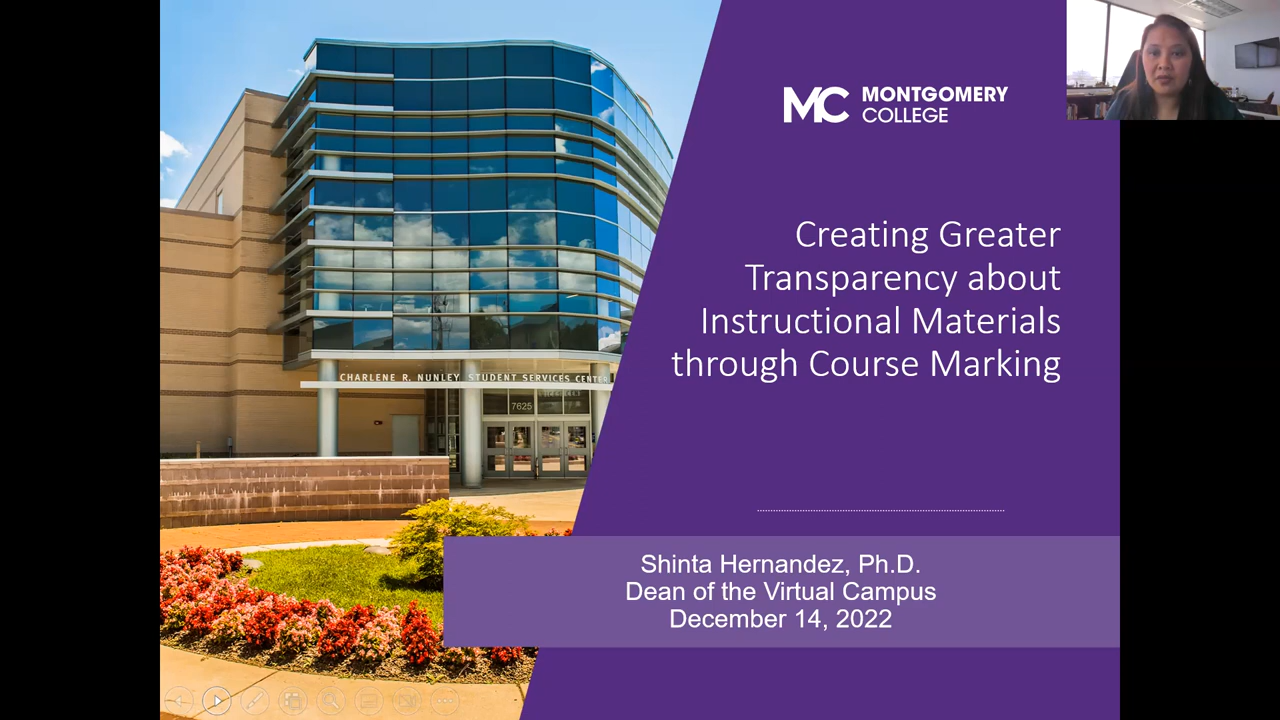 MC MONTGOMERY
COLLEGE
Creating Greater
Transparency about
Instructional Materials
through Course Marking
CHARLENE R. NUNLEY STUDENT SERVICES CENTER
7625
Shinta Hernandez, Ph.D.
Dean of the Virtual Campus
December 14, 2022